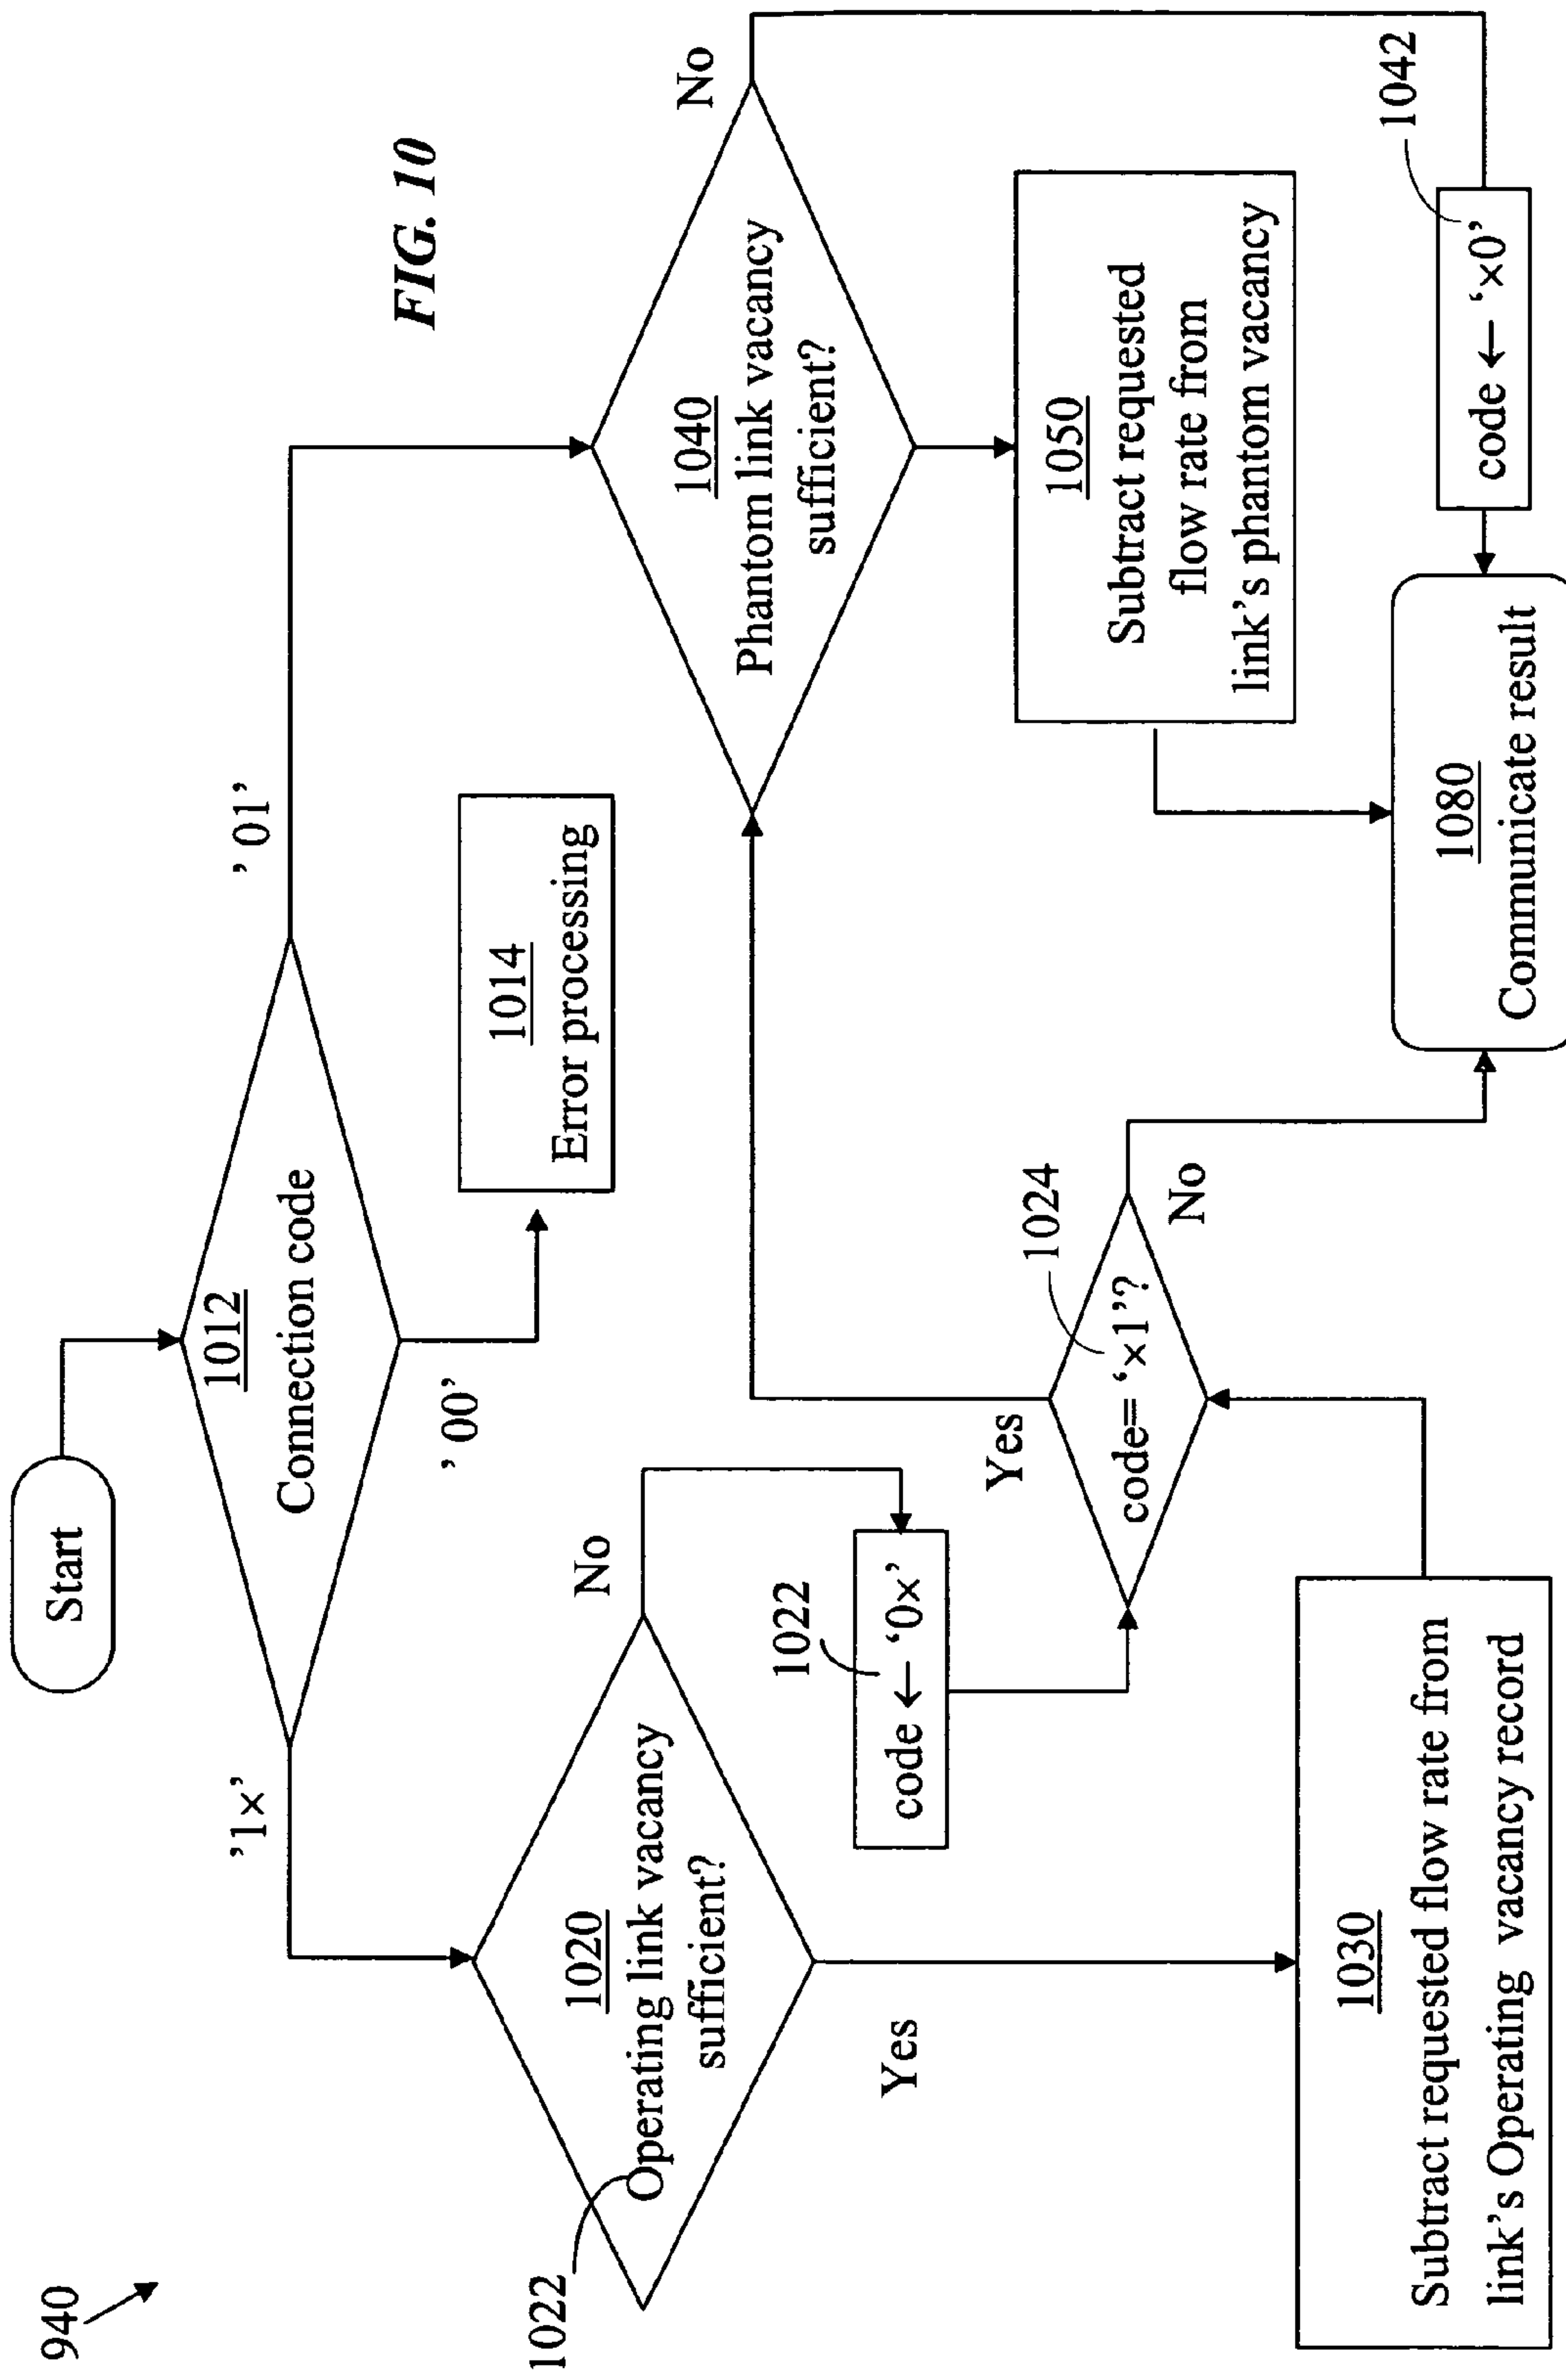 940
FIG. 10
Start
1012
Connection code
'1×'
'00'
'01'
1014
Error processing
1022
1020
Operating link vacancy
sufficient?
No
Yes
1022
code ← ‘0×’
1040
Phantom link vacancy
sufficient?
No
Yes
1024
code= ‘×1’?
No
1050
Subtract requested
flow rate from
link's phantom vacancy
1030
Subtract requested flow rate from
link's Operating vacancy record
1080
Communicate result
1042
code ← ‘×0’